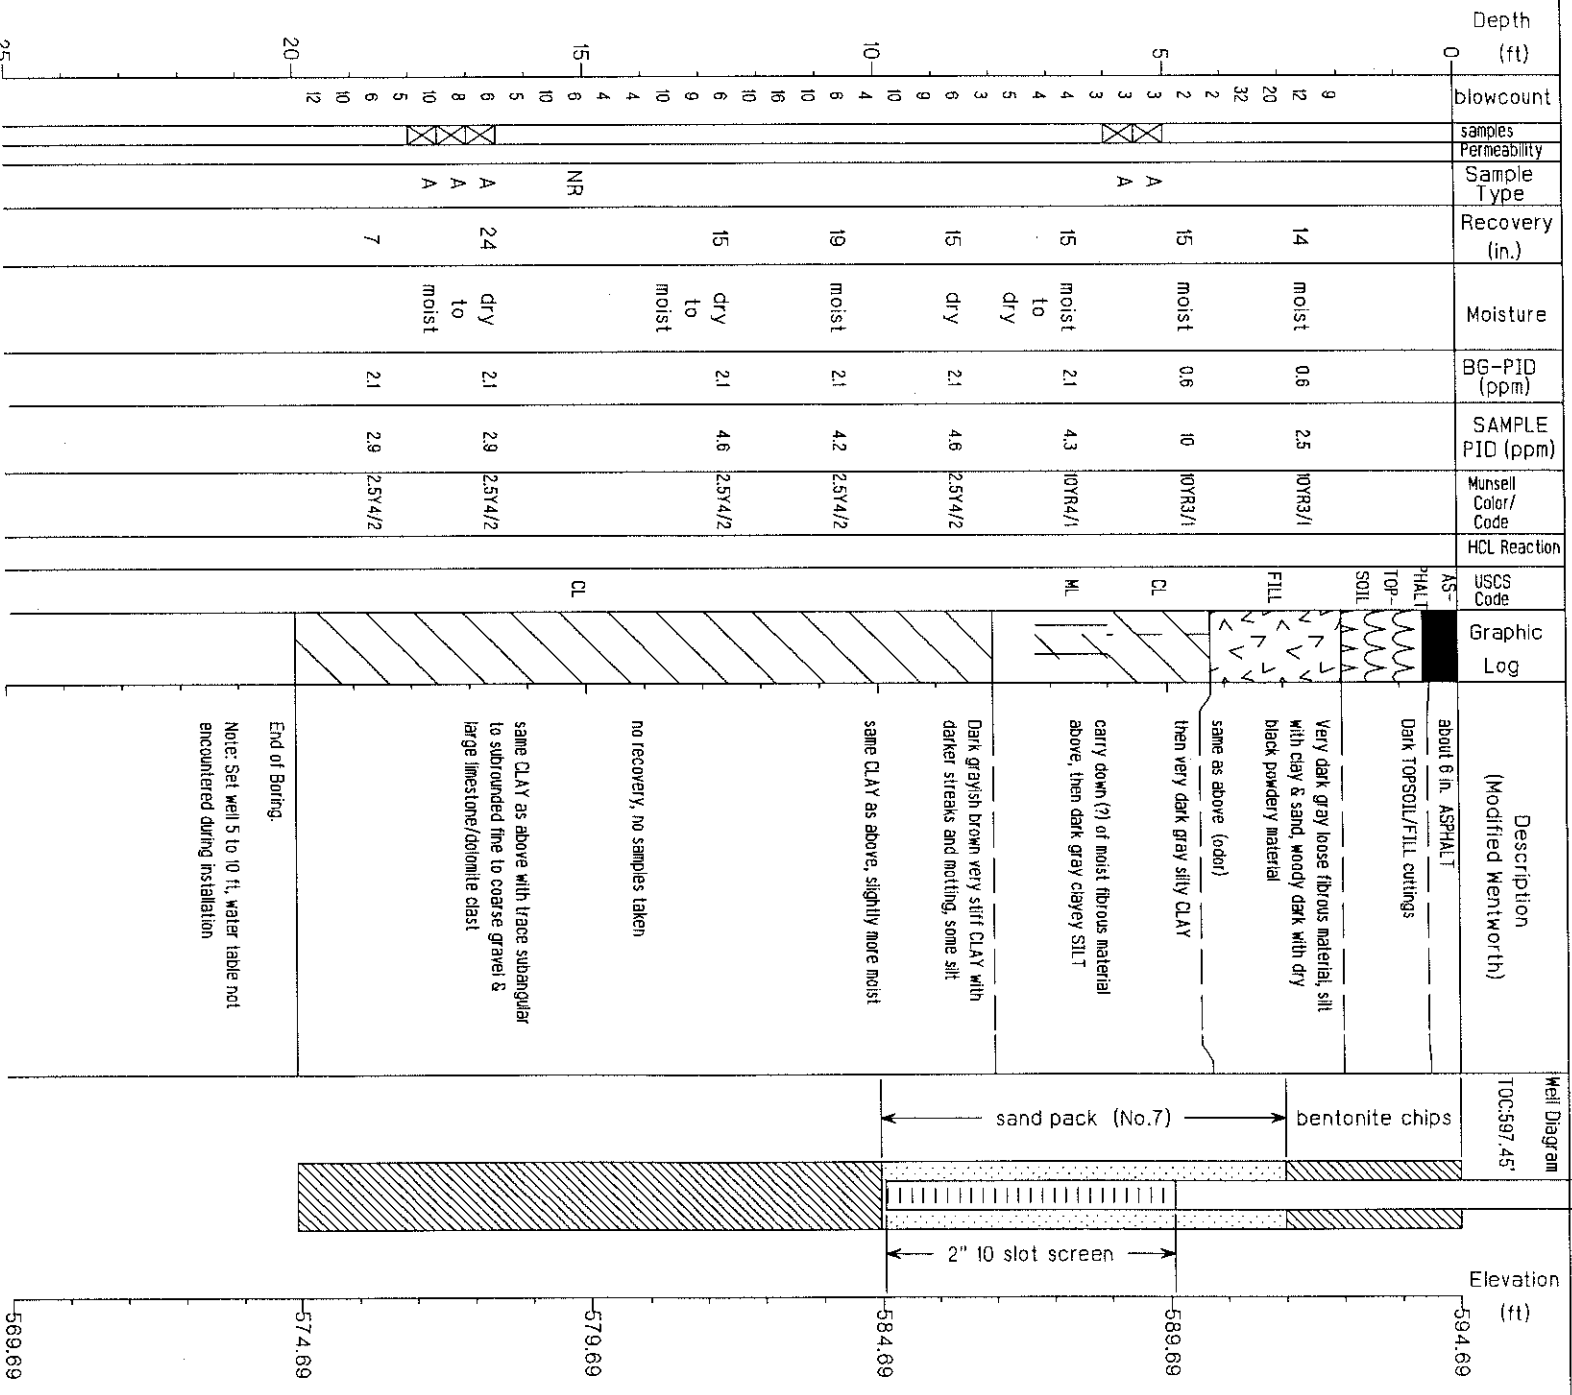 Depth
(ft)
0
5
10
15
20
25
blowcount
9
12
20
32
2
2
3
3
3
4
4
5
3
6
9
10
4
4
6
10
16
10
6
9
10
4
4
6
10
5
6
8
10
5
6
10
12
samples
Permeability
Sample
Type
A
A
NR
A
A
A
Recovery
(in.)
14
15
15
15
19
15
24
7
Moisture
moist
moist
moist
to
dry
dry
moist
dry
to
moist
dry
to
moist
BG-PID
(ppm)
0.6
0.6
2.1
2.1
2.1
2.1
2.1
2.1
SAMPLE
PID (ppm)
2.5
10
4.3
4.6
4.2
4.6
2.9
2.9
Munsell
Color/
Code
10YR3/1
10YR3/1
10YR4/1
2.5Y4/2
2.5Y4/2
2.5Y4/2
2.5Y4/2
2.5Y4/2
HCL Reaction
USCS
Code
AS-
PHALT
TOP-
SOIL
FILL
CL
ML
CL
Graphic
Log
Description
(Modified Wentworth)
about 6 in. ASPHALT
Dark TOPSOIL/FILL cuttings
Very dark gray loose fibrous material, silt
with clay & sand, woody dark with dry
black powdery material
same as above (odor)
then very dark gray silty CLAY
carry down (?) of moist fibrous material
above, then dark gray clayey SILT
Dark grayish brown very stiff CLAY with
darker streaks and motting, some silt
same CLAY as above, slightly more moist
no recovery, no samples taken
same CLAY as above with trace subangular
to subrounded fine to coarse gravel &
large limestone/dolomite clast
End of Boring.
Note: Set well 5 to 10 ft, water table not
encountered during installation
Well Diagram
TOC:597.45'
bentonite chips
sand pack (No.7)
2" 10 slot screen
Elevation
(ft)
594.69
589.69
584.69
579.69
574.69
569.69